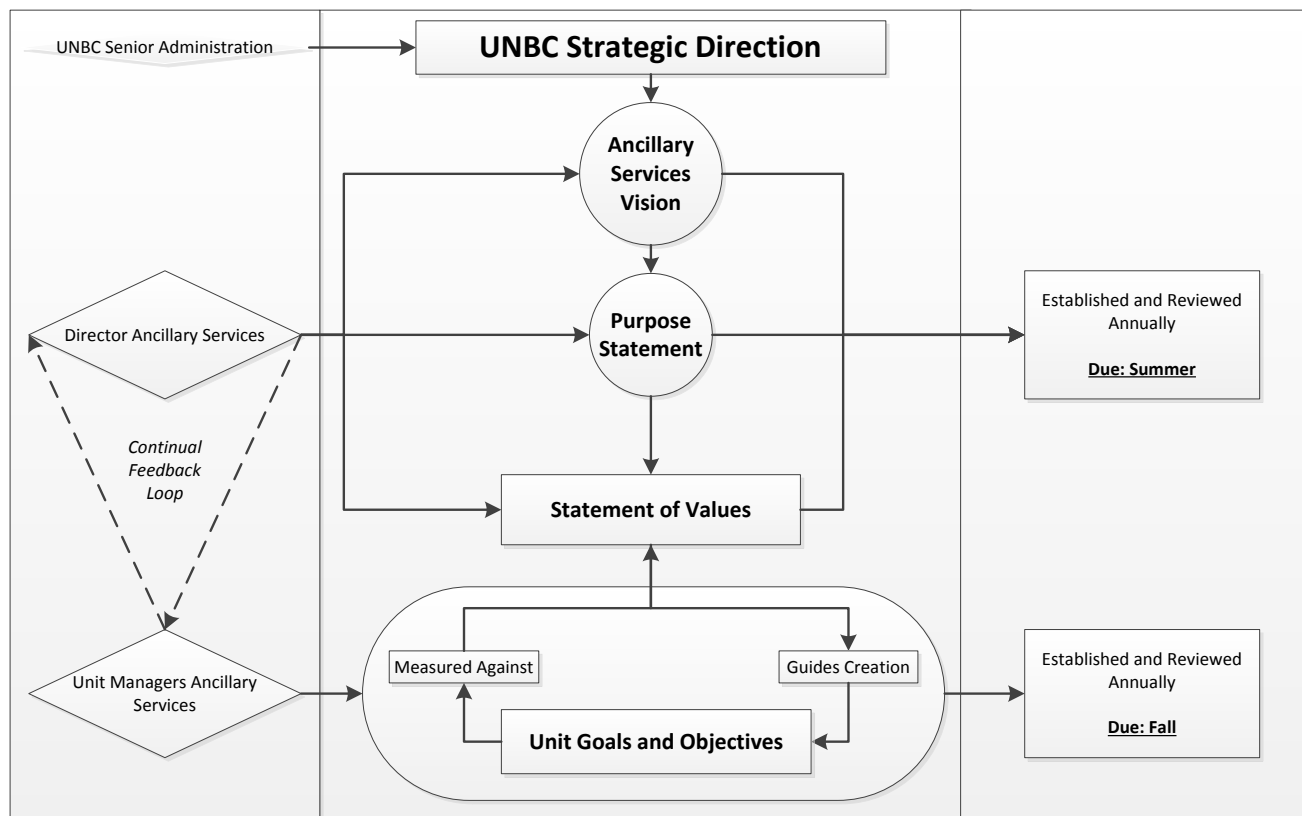 UNBC Senior Administration
UNBC Strategic Direction
Ancillary
Services
Vision
Director Ancillary Services
Purpose
Statement
Established and Reviewed
Annually
Due: Summer
Continual
Feedback
Loop
Statement of Values
Measured Against
Guides Creation
Unit Managers Ancillary
Services
Unit Goals and Objectives
Established and Reviewed
Annually
Due: Fall